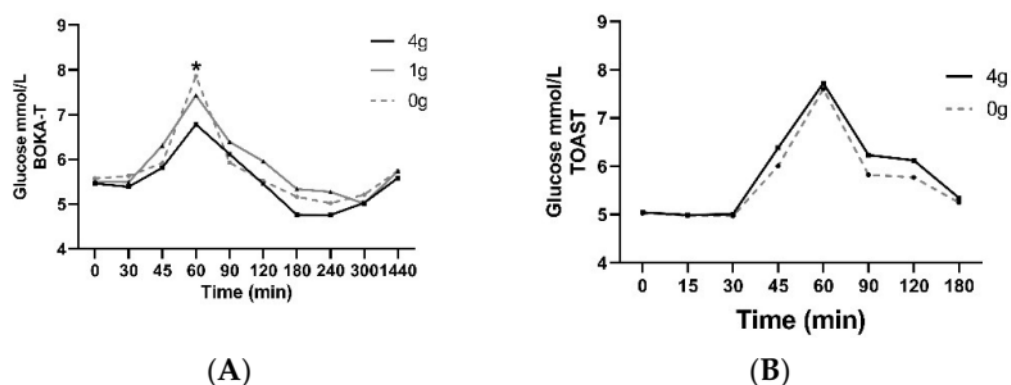 9
8
7
6
5
4
Glucose mmol/L
BOKA-T
*
4g
1g
0g
0 30 45 60 90 120 180 240 300 1440
Time (min)
(A)
9
8
7
6
5
4
Glucose mmol/L
TOAST
4g
0g
0 15 30 45 60 90 120 180
Time (min)
(B)